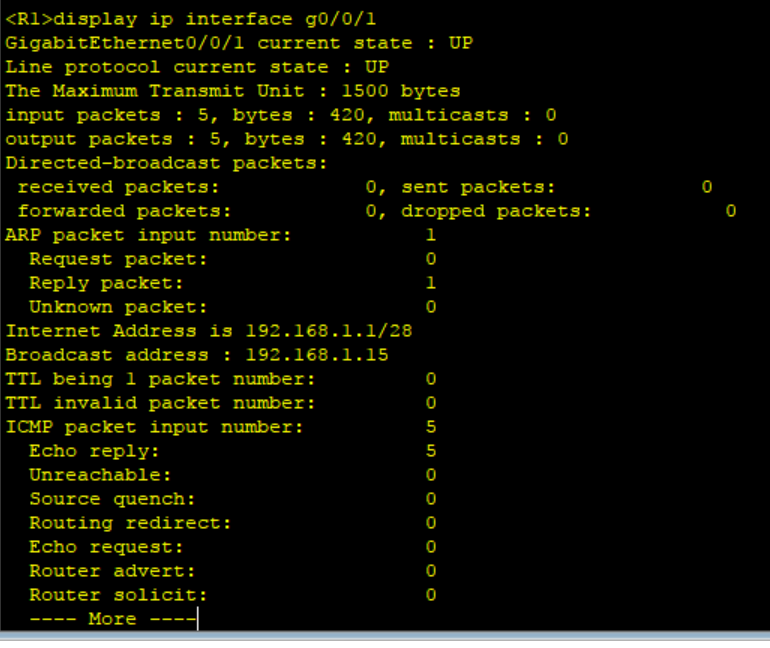 <R1>display ip interface g0/0/1
GigabitEthernet0/0/1 current state : UP
Line protocol current state : UP
The Maximum Transmit Unit : 1500 bytes
input packets : 5, bytes : 420, multicasts : 0
output packets : 5, bytes : 420, multicasts : 0
Directed-broadcast packets:
 received packets:            0, sent packets:            0
 forwarded packets:           0, dropped packets:           0
ARP packet input number:           1
  Request packet:                  0
  Reply packet:                    1
  Unknown packet:                  0
Internet Address is 192.168.1.1/28
Broadcast address : 192.168.1.15
TTL being 1 packet number:         0
TTL invalid packet number:         0
ICMP packet input number:          5
  Echo reply:                      5
  Unreachable:                     0
  Source quench:                   0
  Routing redirect:                0
  Echo request:                    0
  Router advert:                   0
  Router solicit:                  0
  ---- More ----